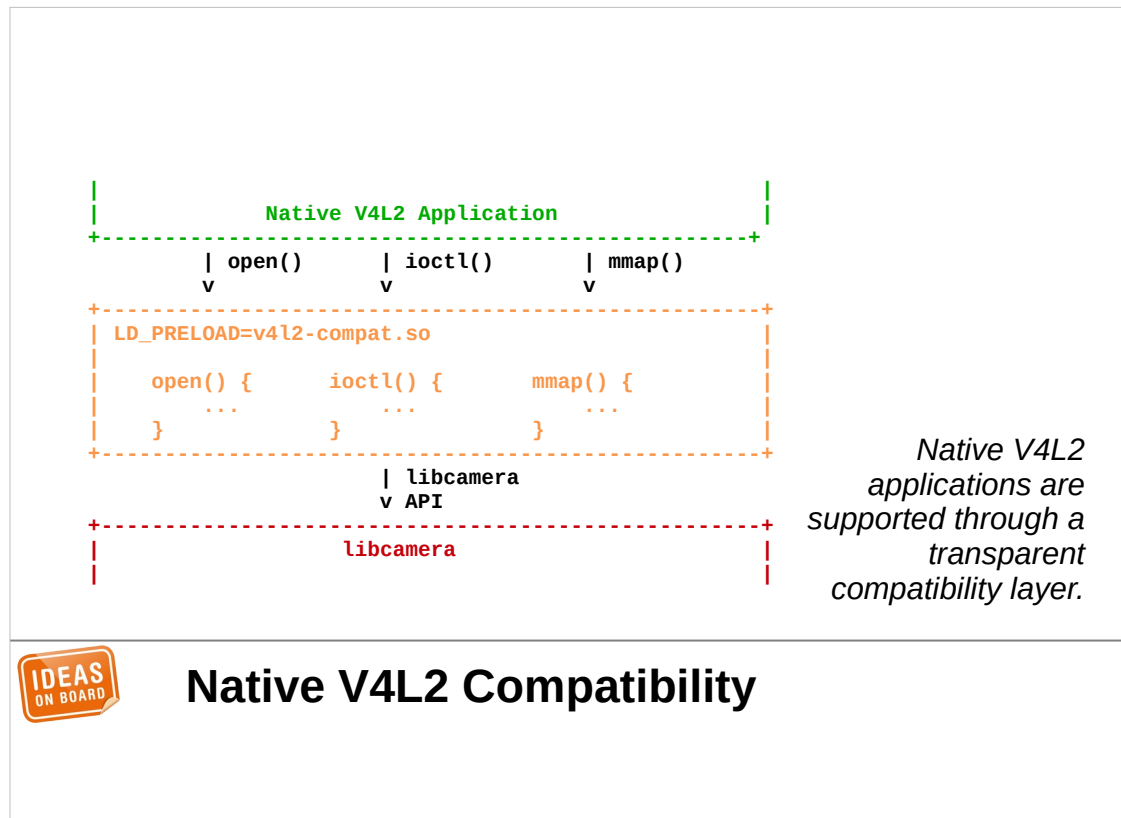 Native V4L2 Application
| open() | ioctl() | mmap()
v v v
LD_PRELOAD=v4l2-compat.so
open() { ioctl() { mmap() {
... ... ...
} } }
| libcamera
v API
libcamera
Native V4L2
applications are
supported through a
transparent
compatibility layer.
IDEAS
ON BOARD
Native V4L2 Compatibility